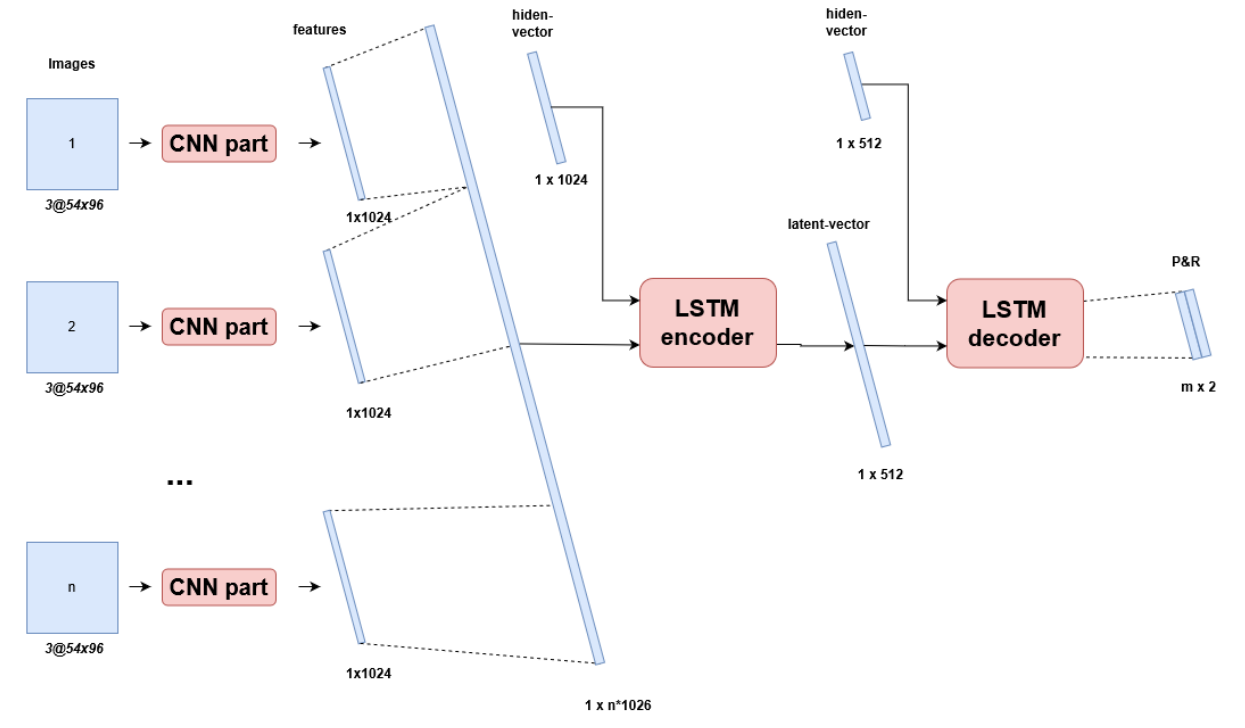 Images
features
hiden-
vector
hiden-
vector
1
CNN part
3@54x96
1x1024
1 x 1024
1 x 512
2
CNN part
3@54x96
1x1024
LSTM
encoder
latent-vector
1 x 512
LSTM
decoder
P&R
m x 2
...
n
CNN part
3@54x96
1x1024
1 x n*1026